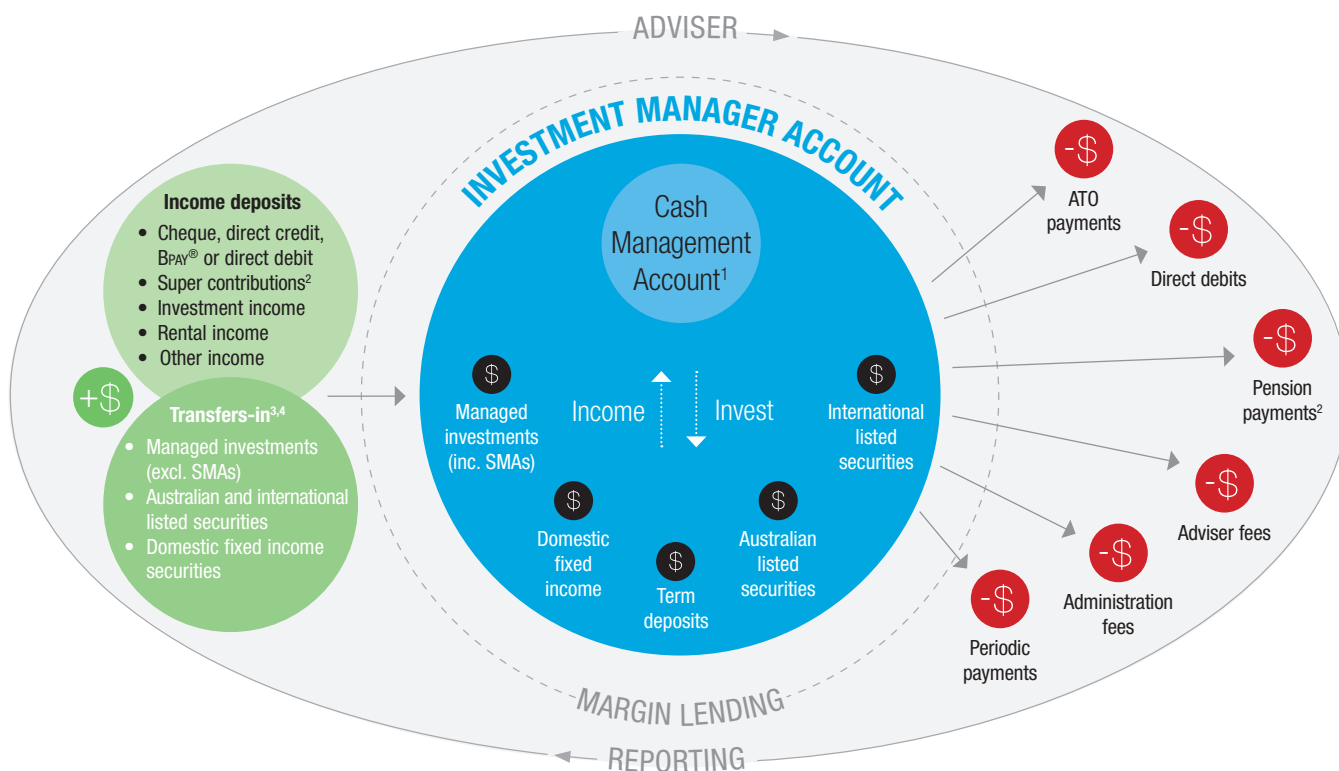 ADVISER
INVESTMENT MANAGER ACCOUNT
Income deposits
• Cheque, direct credit,
BPAY® or direct debit
• Super contributions²
• Investment income
• Rental income
• Other income
+$
Transfers-in³,⁴
• Managed investments
(excl. SMAs)
• Australian and international
listed securities
• Domestic fixed income
securities
Cash
Management
Account¹
Income
Invest
$
Managed
investments
(inc. SMAs)
$
Domestic
fixed
income
$
Term
deposits
$
Australian
listed
securities
$
International
listed
securities
-$
ATO
payments
-$
Direct debits
-$
Pension
payments²
-$
Adviser fees
-$
Administration
fees
-$
Periodic
payments
MARGIN LENDING
REPORTING